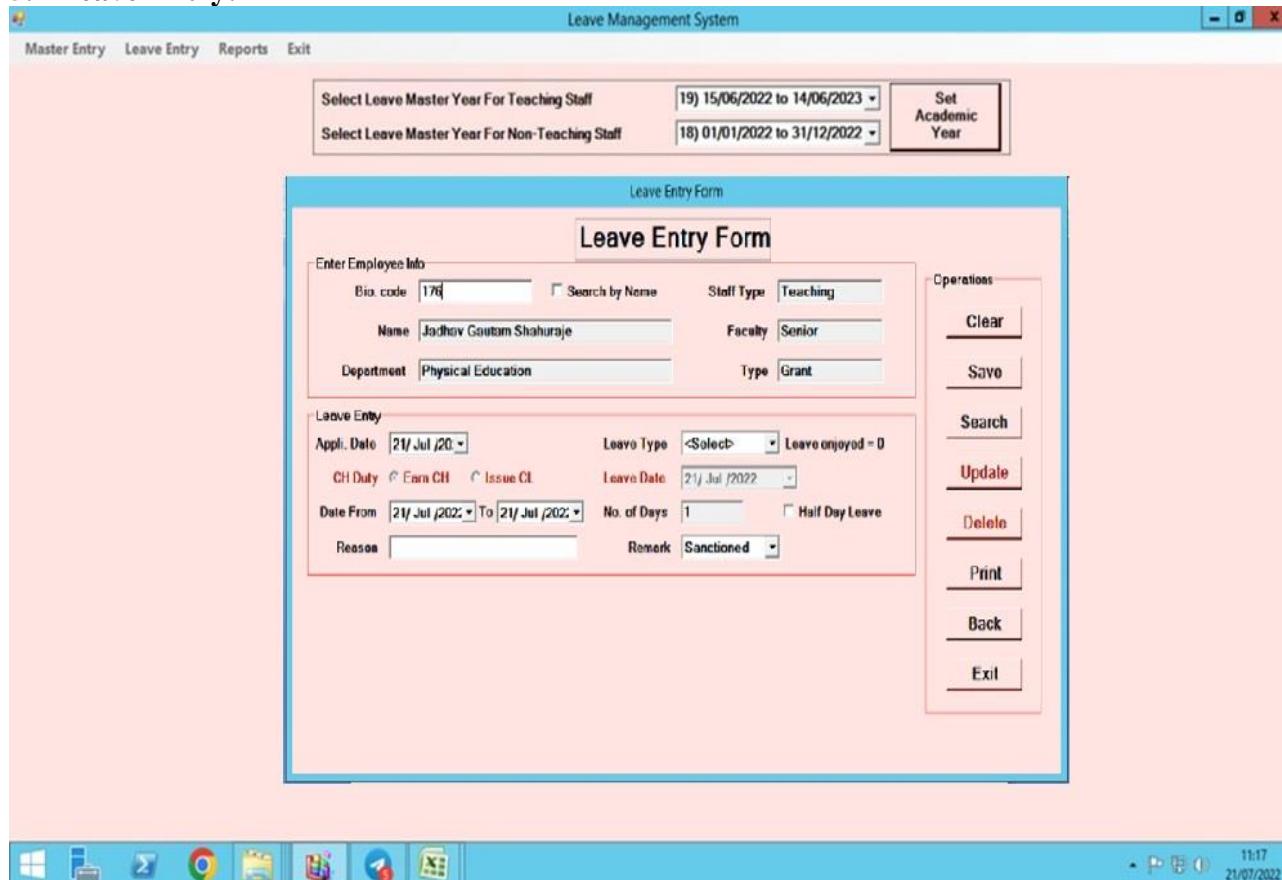 Leave Management System
Master Entry Leave Entry Reports Exit
Select Leave Master Year For Teaching Staff 19) 15/06/2022 to 14/06/2023
Select Leave Master Year For Non-Teaching Staff 18) 01/01/2022 to 31/12/2022
Set
Academic
Year
Leave Entry Form
Leave Entry Form
Enter Employee Info
Bio. code 176 Search by Name Staff Type Teaching
Name Jadhav Gautam Shahuraje Faculty Senior
Department Physical Education Type Grant
Leave Entry
Appli. Date 21/ Jul /20 Leave Type <Select> Leave enjoyed = 0
CH Duty Earn CH Issue CL Leave Date 21/ Jul /2022
Date From 21/ Jul /202 To 21/ Jul /202 No. of Days 1 Half Day Leave
Reason Remark Sanctioned
Operations
Clear
Save
Search
Update
Delete
Print
Back
Exit
11:17
21/07/2022